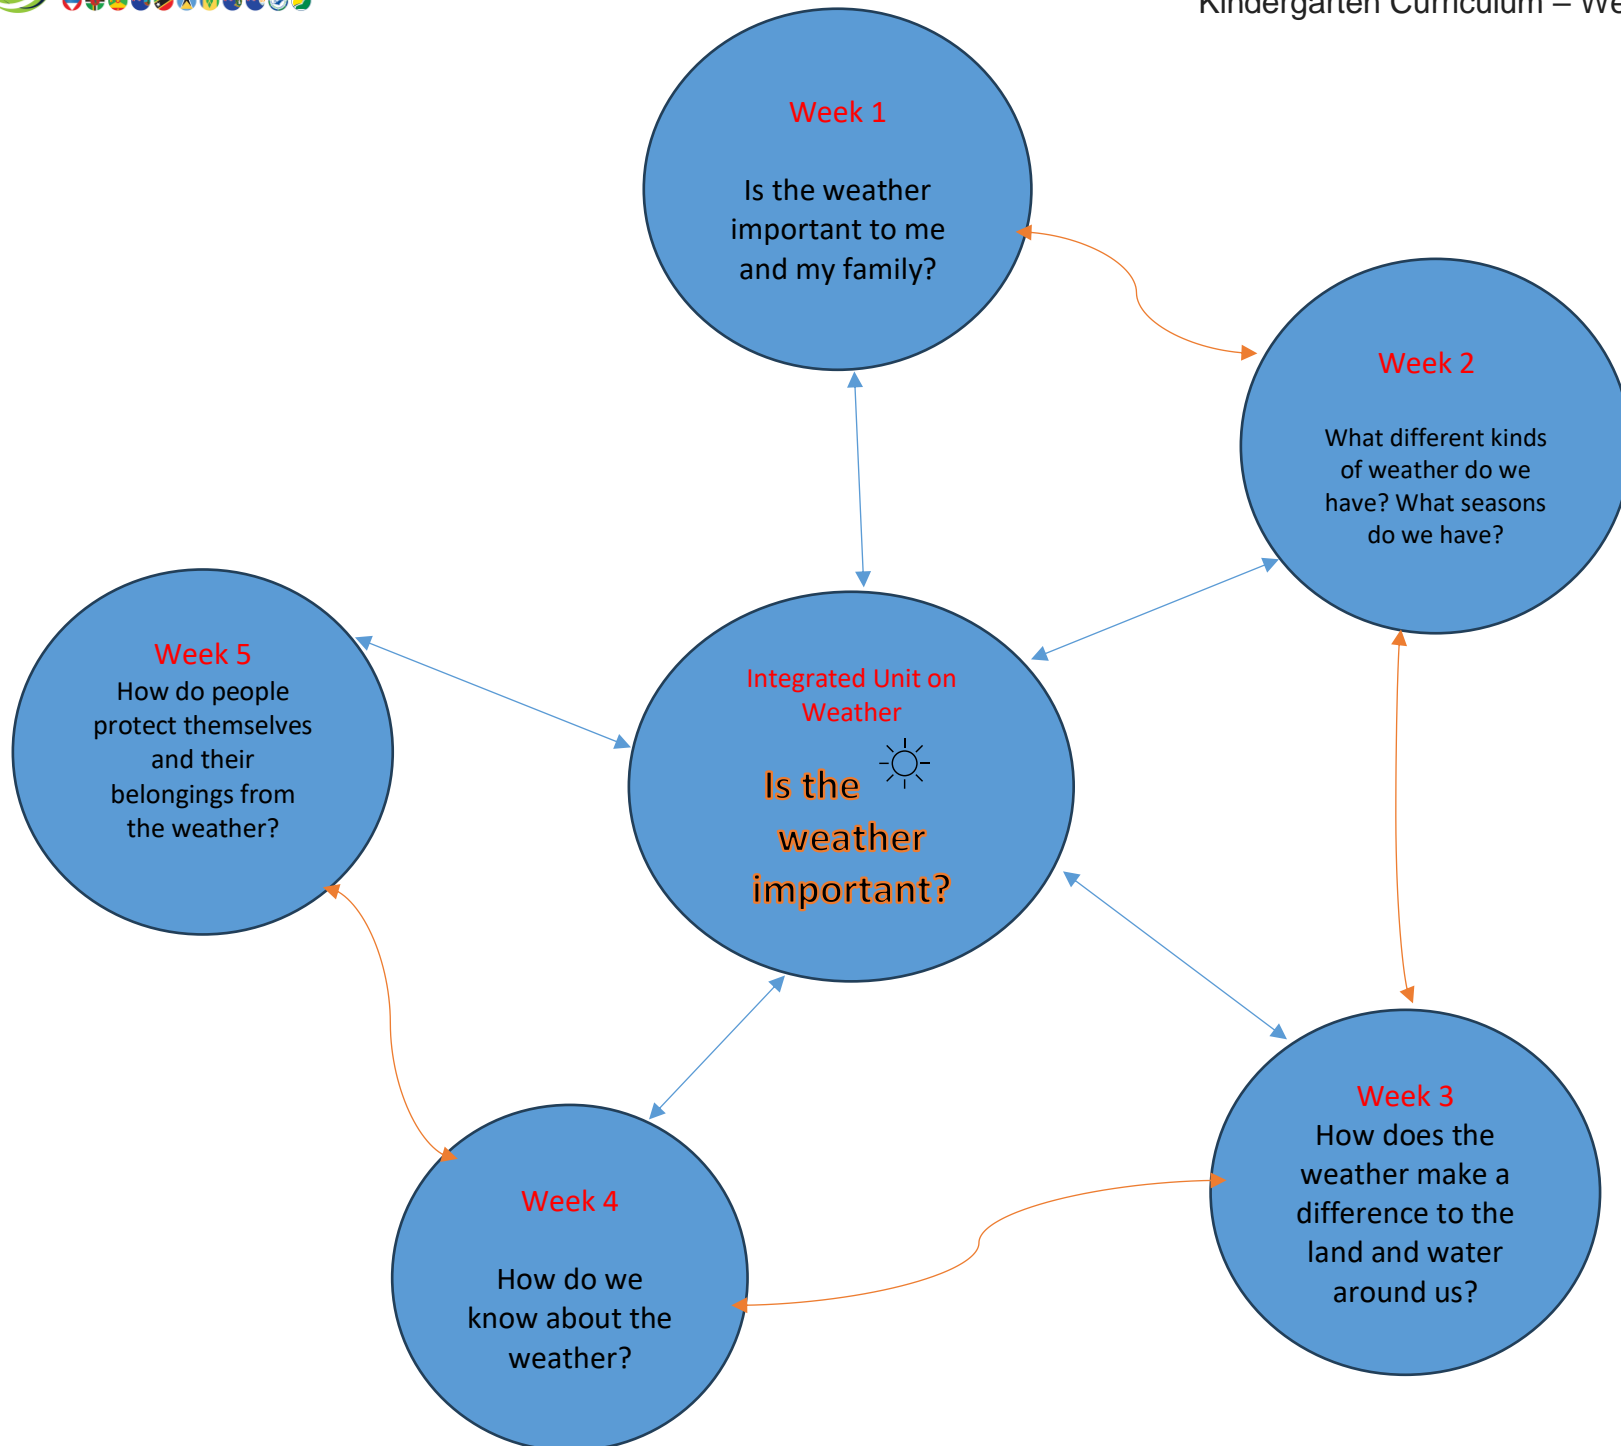 Kindergarten Curriculum –
Week 1
Is the weather
important to me
and my family?
Week 2
What different kinds
of weather do we
have? What seasons
do we have?
Week 5
How do people
protect themselves
and their
belongings from
the weather?
Integrated Unit on
Weather
Is the
weather
important?
Week 3
How does the
weather make a
difference to the
land and water
around us?
Week 4
How do we
know about the
weather?